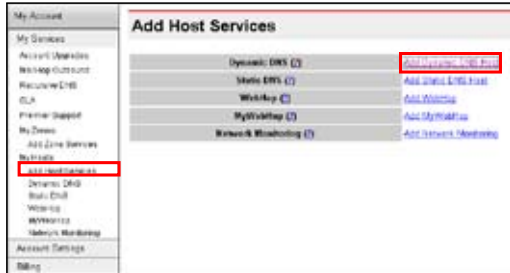 My Account
My Services
Account Upgrades
MailHop Outbound
Recursive DNS
SLA
Premier Support
My Zones
Add Zone Services
My Hosts
Add Host Services
Dynamic DNS
Static DNS
WebHop
MyWebHop
Network Monitoring
Account Settings
Billing
Add Host Services
Dynamic DNS (?) Add Dynamic DNS Host
Static DNS (?) Add Static DNS Host
WebHop (?) Add WebHop
MyWebHop (?) Add MyWebHop
Network Monitoring (?) Add Network Monitoring